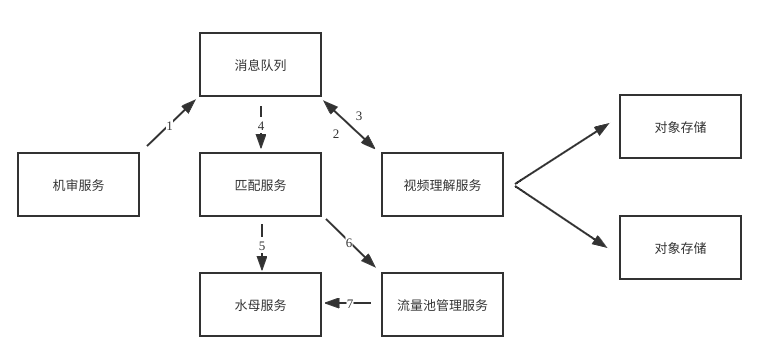 消息队列
1
3
4
2
对象存储
机审服务
匹配服务
视频理解服务
5
6
对象存储
水母服务
7
流量池管理服务